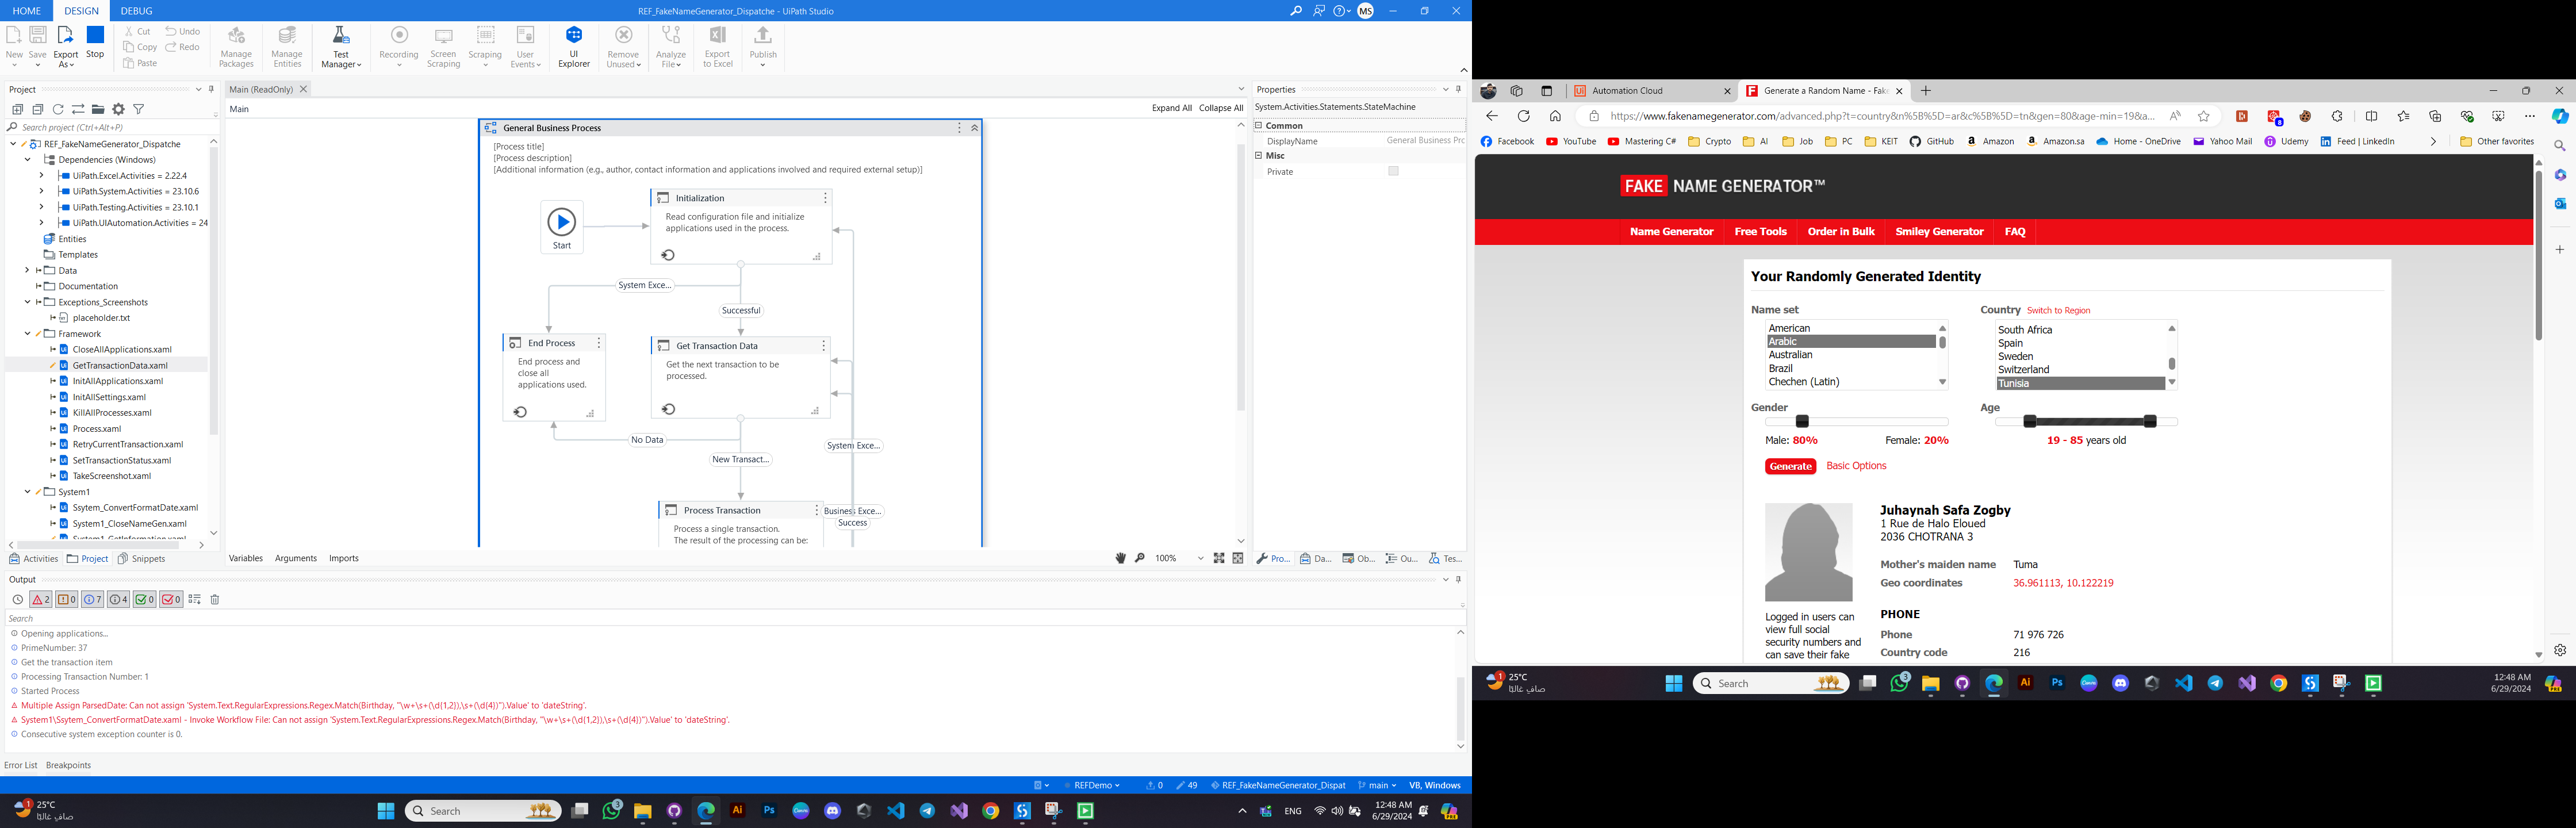 HOME
DESIGN
DEBUG
REF_FakeNameGenerator_Dispatche - UiPath Studio
MS
New
Save
Export As
Stop
Cut
Copy
Paste
Undo
Redo
Manage Packages
Manage Entities
Test Manager
Recording
Screen Scraping
Scraping
User Events
UI Explorer
Remove Unused
Analyze File
Export to Excel
Publish
Project
Search project (Ctrl+Alt+P)
REF_FakeNameGenerator_Dispatche
Dependencies (Windows)
UiPath.Excel.Activities = 2.22.4
UiPath.System.Activities = 23.10.6
UiPath.Testing.Activities = 23.10.1
UiPath.UIAutomation.Activities = 24
Entities
Templates
Data
Documentation
Exceptions_Screenshots
placeholder.txt
Framework
CloseAllApplications.xaml
GetTransactionData.xaml
InitAllApplications.xaml
InitAllSettings.xaml
KillAllProcesses.xaml
Process.xaml
RetryCurrentTransaction.xaml
SetTransactionStatus.xaml
TakeScreenshot.xaml
System1
Ssytem_ConvertFormatDate.xaml
System1_CloseNameGen.xaml
System1_GetInformation.xaml
Activities
Project
Snippets
Main (ReadOnly)
Main
Expand All
Collapse All
General Business Process
[Process title]
[Process description]
[Additional information (e.g., author, contact information and applications involved and required external setup)]
Start
Initialization
Read configuration file and initialize
applications used in the process.
System Exce...
Successful
End Process
End process and
close all
applications used.
Get Transaction Data
Get the next transaction to be
processed.
No Data
System Exce...
New Transact...
Process Transaction
Process a single transaction.
The result of the processing can be:
Business Exce...
Success
Variables
Arguments
Imports
100%
Properties
System.Activities.Statements.StateMachine
Common
DisplayName
General Business Prc
Misc
Private
Pro...
Da...
Ob...
Ou...
Tes...
Output
2
0
7
4
0
0
Search
Opening applications...
PrimeNumber: 37
Get the transaction item
Processing Transaction Number: 1
Started Process
Multiple Assign ParsedDate: Can not assign 'System.Text.RegularExpressions.Regex.Match(Birthday, "\w+\s+(\d{1,2}),\s+(\d{4})").Value' to 'dateString'.
System1\Ssytem_ConvertFormatDate.xaml - Invoke Workflow File: Can not assign 'System.Text.RegularExpressions.Regex.Match(Birthday, "\w+\s+(\d{1,2}),\s+(\d{4})").Value' to 'dateString'.
Consecutive system exception counter is 0.
Error List
Breakpoints
REFDemo
0
49
REF_FakeNameGenerator_Dispat
main
VB, Windows
1
25°C
صافٍ غالبًا
Search
3
Ai
Ps
ENG
12:48 AM
6/29/2024
Automation Cloud
Generate a Random Name - Fake
https://www.fakenamegenerator.com/advanced.php?t=country&n%5B%5D=ar&c%5B%5D=tn&gen=80&age-min=19&a...
8
Facebook
YouTube
Mastering C#
Crypto
AI
Job
PC
KEIT
GitHub
Amazon
Amazon.sa
Home - OneDrive
Yahoo Mail
Udemy
Feed | LinkedIn
Other favorites
FAKE NAME GENERATOR™
Name Generator
Free Tools
Order in Bulk
Smiley Generator
FAQ
Your Randomly Generated Identity
Name set
American
Arabic
Australian
Brazil
Chechen (Latin)
Country
Switch to Region
South Africa
Spain
Sweden
Switzerland
Tunisia
Gender
Male: 80%
Female: 20%
Age
19 - 85 years old
Generate
Basic Options
Juhaynah Safa Zogby
1 Rue de Halo Eloued
2036 CHOTRANA 3
Mother's maiden name
Tuma
Geo coordinates
36.961113, 10.122219
PHONE
Phone
71 976 726
Country code
216
Logged in users can
view full social
security numbers and
can save their fake
1
25°C
صافٍ غالبًا
Search
3
Ai
Ps
12:48 AM
6/29/2024